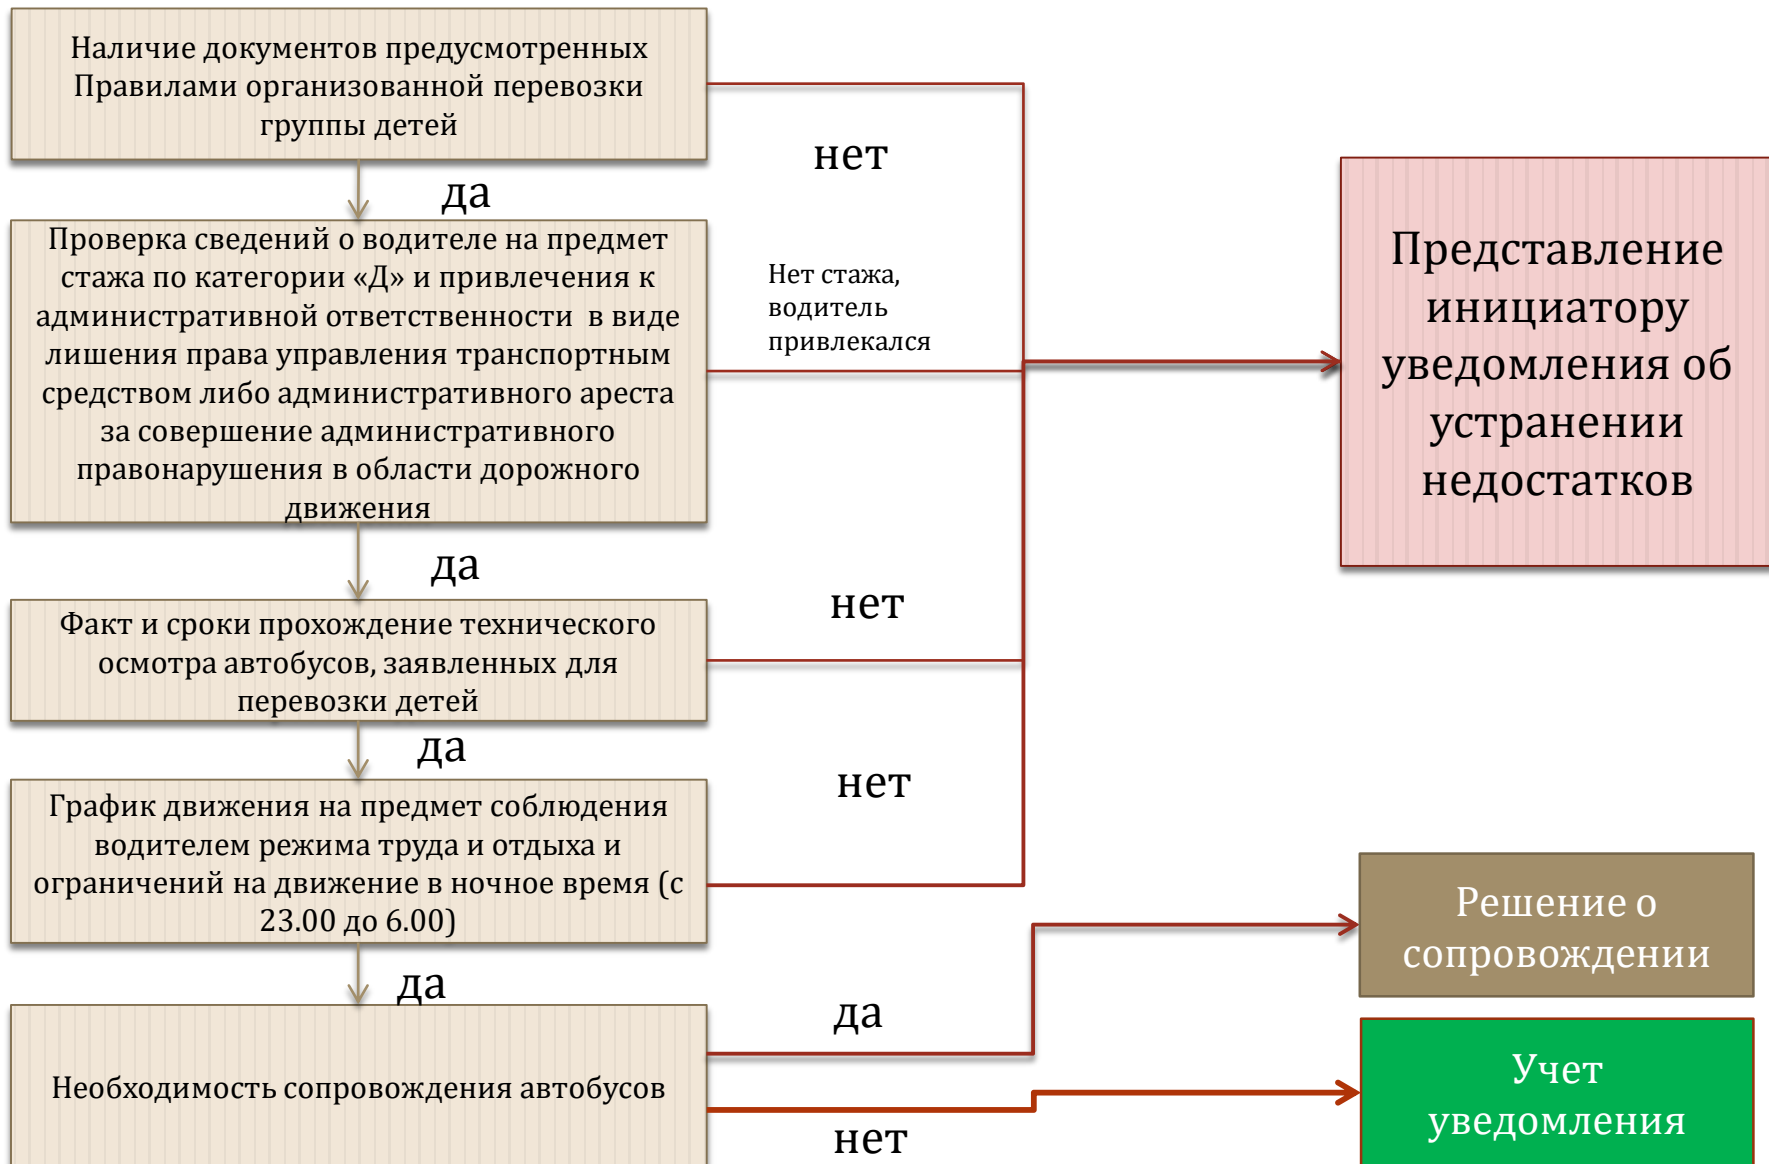 Наличие документов предусмотренных
Правилами организованной перевозки
группы детей
нет
да
Проверка сведений о водителе на предмет
стажа по категории «Д» и привлечения к
административной ответственности в виде
лишения права управления транспортным
средством либо административного ареста
за совершение административного
правонарушения в области дорожного
движения
Нет стажа,
водитель
привлекался
Представление
инициатору
уведомления об
устранении
недостатков
да
нет
Факт и сроки прохождение технического
осмотра автобусов, заявленных для
перевозки детей
да
нет
График движения на предмет соблюдения
водителем режима труда и отдыха и
ограничений на движение в ночное время (с
23.00 до 6.00)
да
Решение о
сопровождении
да
Необходимость сопровождения автобусов
нет
Учет
уведомления